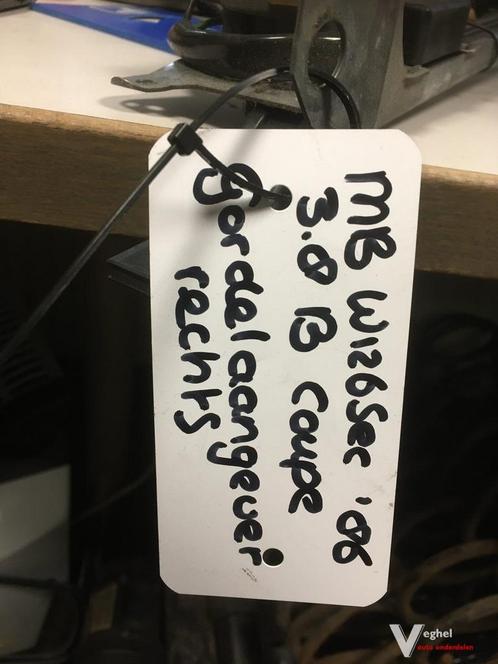 MB W126Sec '86
3.0 B Coupe
Gordelaangever
rechts
Veghel
auto onderdelen